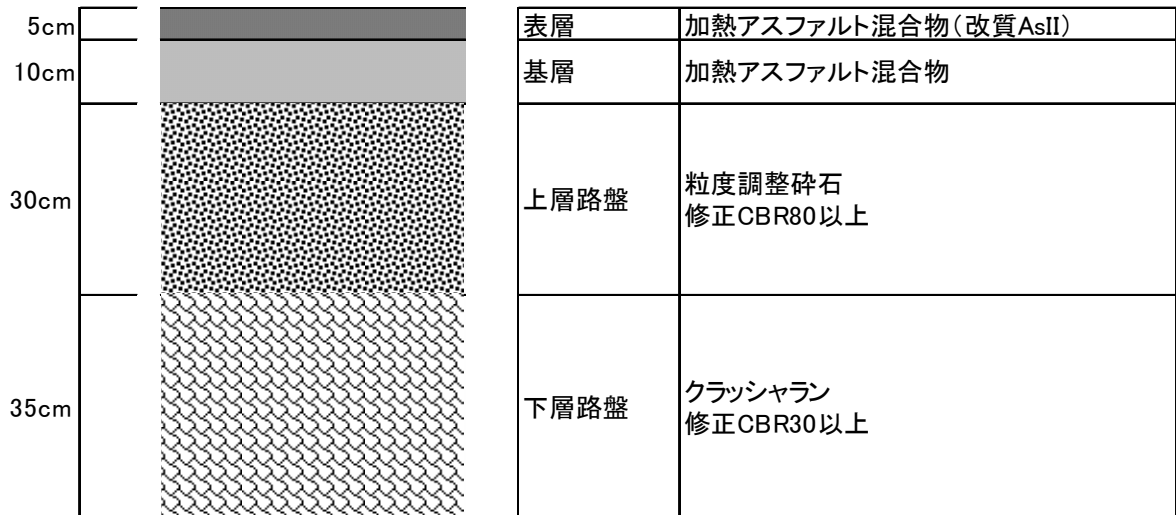 5cm
表層
加熱アスファルト混合物(改質AsII)
10cm
基層
加熱アスファルト混合物
30cm
上層路盤
粒度調整砕石
修正CBR80以上
35cm
下層路盤
クラッシャラン
修正CBR30以上